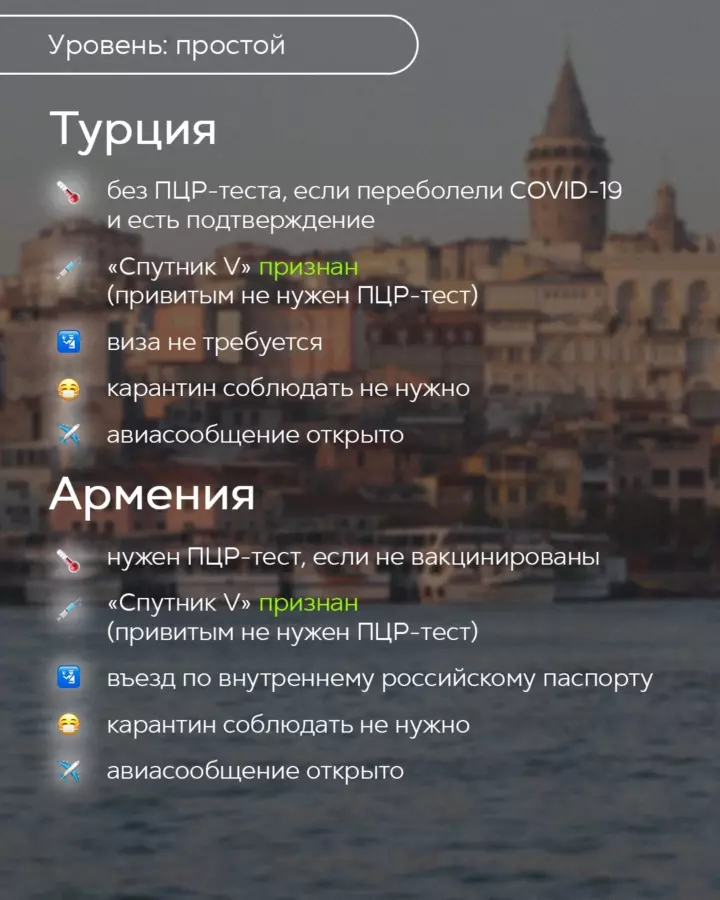 Уровень: простой
Турция
без ПЦР-теста, если переболели COVID-19
и есть подтверждение
«Спутник V» признан
(привитым не нужен ПЦР-тест)
виза не требуется
карантин соблюдать не нужно
авиасообщение открыто
Армения
нужен ПЦР-тест, если не вакцинированы
«Спутник V» признан
(привитым не нужен ПЦР-тест)
въезд по внутреннему российскому паспорту
карантин соблюдать не нужно
авиасообщение открыто